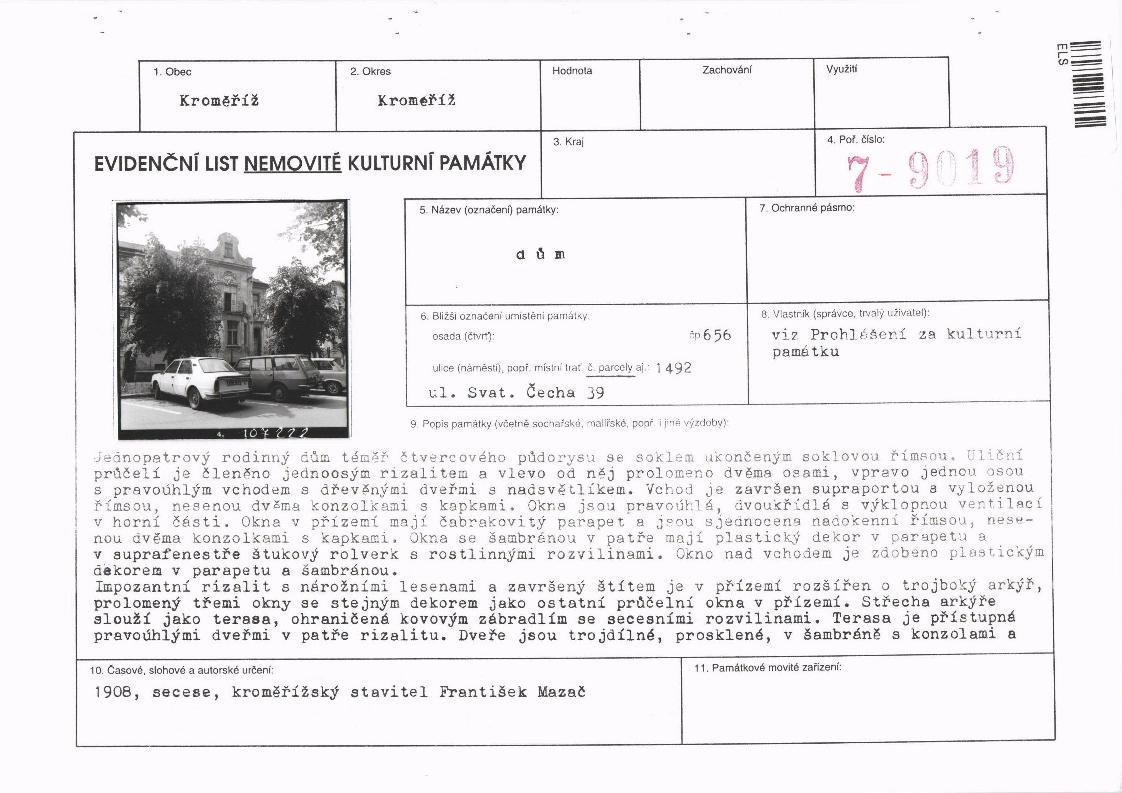 ELS
1. Obec
2. Okres
Hodnota
Zachování
Využití
Kroměříž
Kroměříž
EVIDENČNÍ LIST NEMOVITÉ KULTURNÍ PAMÁTKY
3. Kraj
4. Poř. číslo:
7-9019
5. Název (označení) památky:
dům
7. Ochranné pásmo:
6. Bližší označení umístění památky:
osada (čtvrť):
čp 656
ulice (náměstí), popř. místní trať, č. parcely aj.: 1492
ul. Svat. Čecha 39
8. Vlastník (správce, trvalý uživatel):
viz Prohlášení za kulturní
památku
4. 107222
9. Popis památky (včetně sochařské, malířské, popř. i jiné výzdoby):
Jednopatrový rodinný dům téměř čtvercového půdorysu se soklem ukončeným soklovou římsou. Uliční
průčelí je členěno jednoosým rizalitem a vlevo od něj prolomeno dvěma osami, vpravo jednou osou
s pravoúhlým vchodem s dřevěnými dveřmi s nadsvětlíkem. Vchod je završen supraportou a vyloženou
římsou, nesenou dvěma konzolkami s kapkami. Okna jsou pravoúhlá, dvoukřídlá s výklopnou ventilací
v horní části. Okna v přízemí mají čabrakovitý parapet a jsou sjednocena nadokenní římsou, nese-
nou dvěma konzolkami s kapkami. Okna se šambránou v patře mají plastický dekor v parapetu a
v suprafenestře štukový rolverk s rostlinnými rozvilinami. Okno nad vchodem je zdobeno plastickým
dekorem v parapetu a šambránou.
Impozantní rizalit s nárožními lesenami a završený štítem je v přízemí rozšířen o trojboký arkýř,
prolomený třemi okny se stejným dekorem jako ostatní průčelní okna v přízemí. Střecha arkýře
slouží jako terasa, ohraničená kovovým zábradlím se secesními rozvilinami. Terasa je přístupná
pravoúhlými dveřmi v patře rizalitu. Dveře jsou trojdílné, prosklené, v šambráně s konzolami a
10. Časové, slohové a autorské určení:
1908, secese, kroměřížský stavitel František Mazač
11. Památkové movité zařízení: